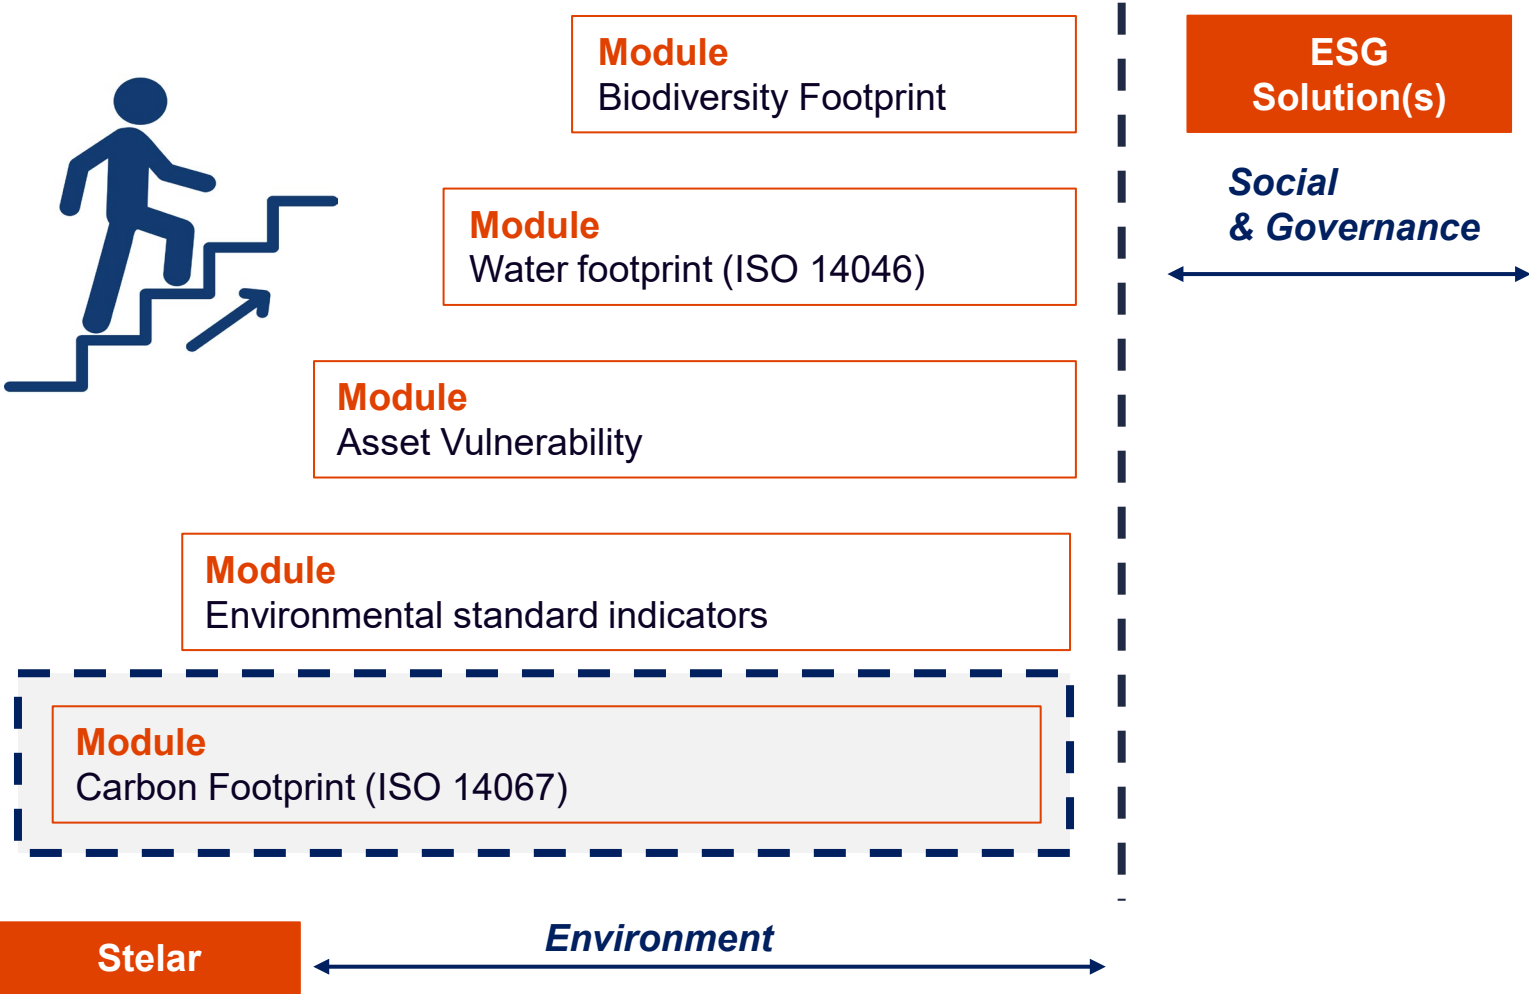 Module
Biodiversity Footprint
ESG
Solution(s)
Social
& Governance
Module
Water footprint (ISO 14046)
Module
Asset Vulnerability
Module
Environmental standard indicators
Module
Carbon Footprint (ISO 14067)
Stelar
Environment